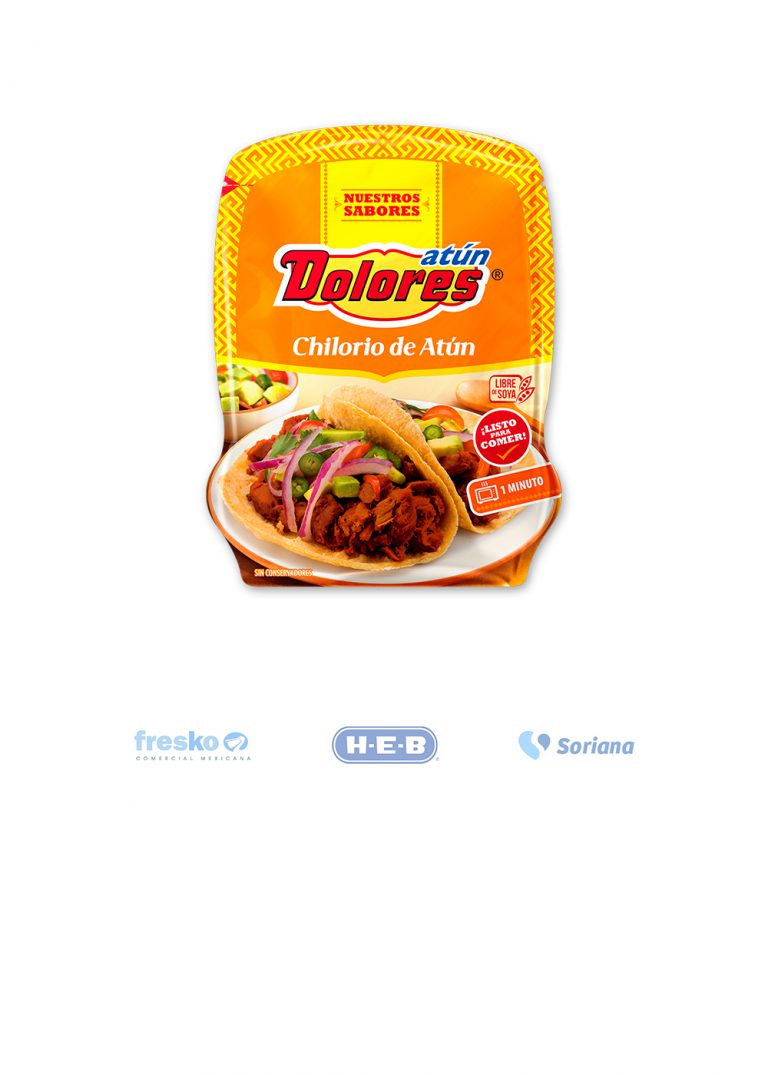 NUESTROS
SABORES
atún
Dolores®
Chilorio de Atún
LIBRE
DE SOYA
¡LISTO
PARA
COMER!
1 MINUTO
SIN CONSERVADORES
fresko
COMERCIAL MEXICANA
H-E-B®
Soriana